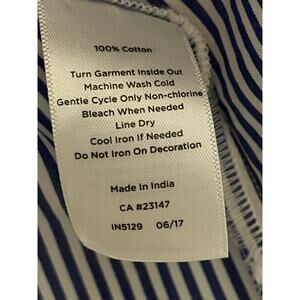 100% Cotton
Turn Garment Inside Out
Machine Wash Cold
Gentle Cycle Only Non-chlorine
Bleach When Needed
Line Dry
Cool Iron If Needed
Do Not Iron On Decoration
Made In India
CA #23147
IN5129 06/17